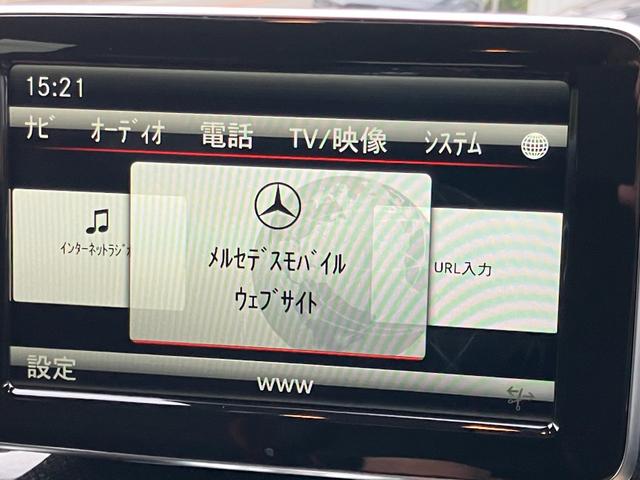 15:21
ナビ オーディオ 電話 TV/映像 システム
インターネットラジオ
メルセデスモバイル
ウェブサイト
URL入力
設定
www